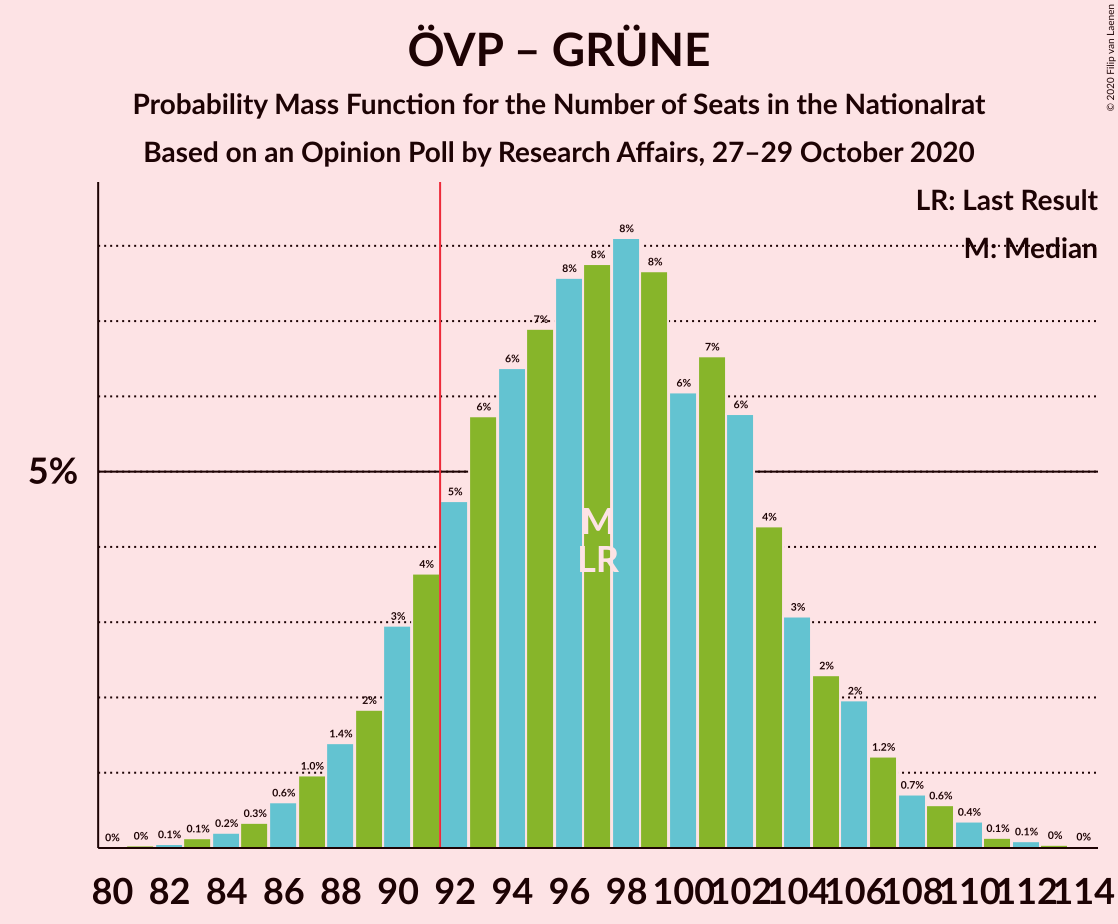 ÖVP – GRÜNE
Probability Mass Function for the Number of Seats in the Nationalrat
Based on an Opinion Poll by Research Affairs, 27–29 October 2020
© 2020 Filip van Laenen
LR: Last Result
M: Median
5%
0% 0% 0.1% 0.1% 0.2% 0.3% 0.6% 1.0% 1.4% 2% 3% 4% 5% 6% 6% 7% 8% 8% 8% 8% 6% 7% 6% 4% 3% 2% 2% 1.2% 0.7% 0.6% 0.4% 0.1% 0.1% 0% 0%
M
LR
80 82 84 86 88 90 92 94 96 98 100 102 104 106 108 110 112 114